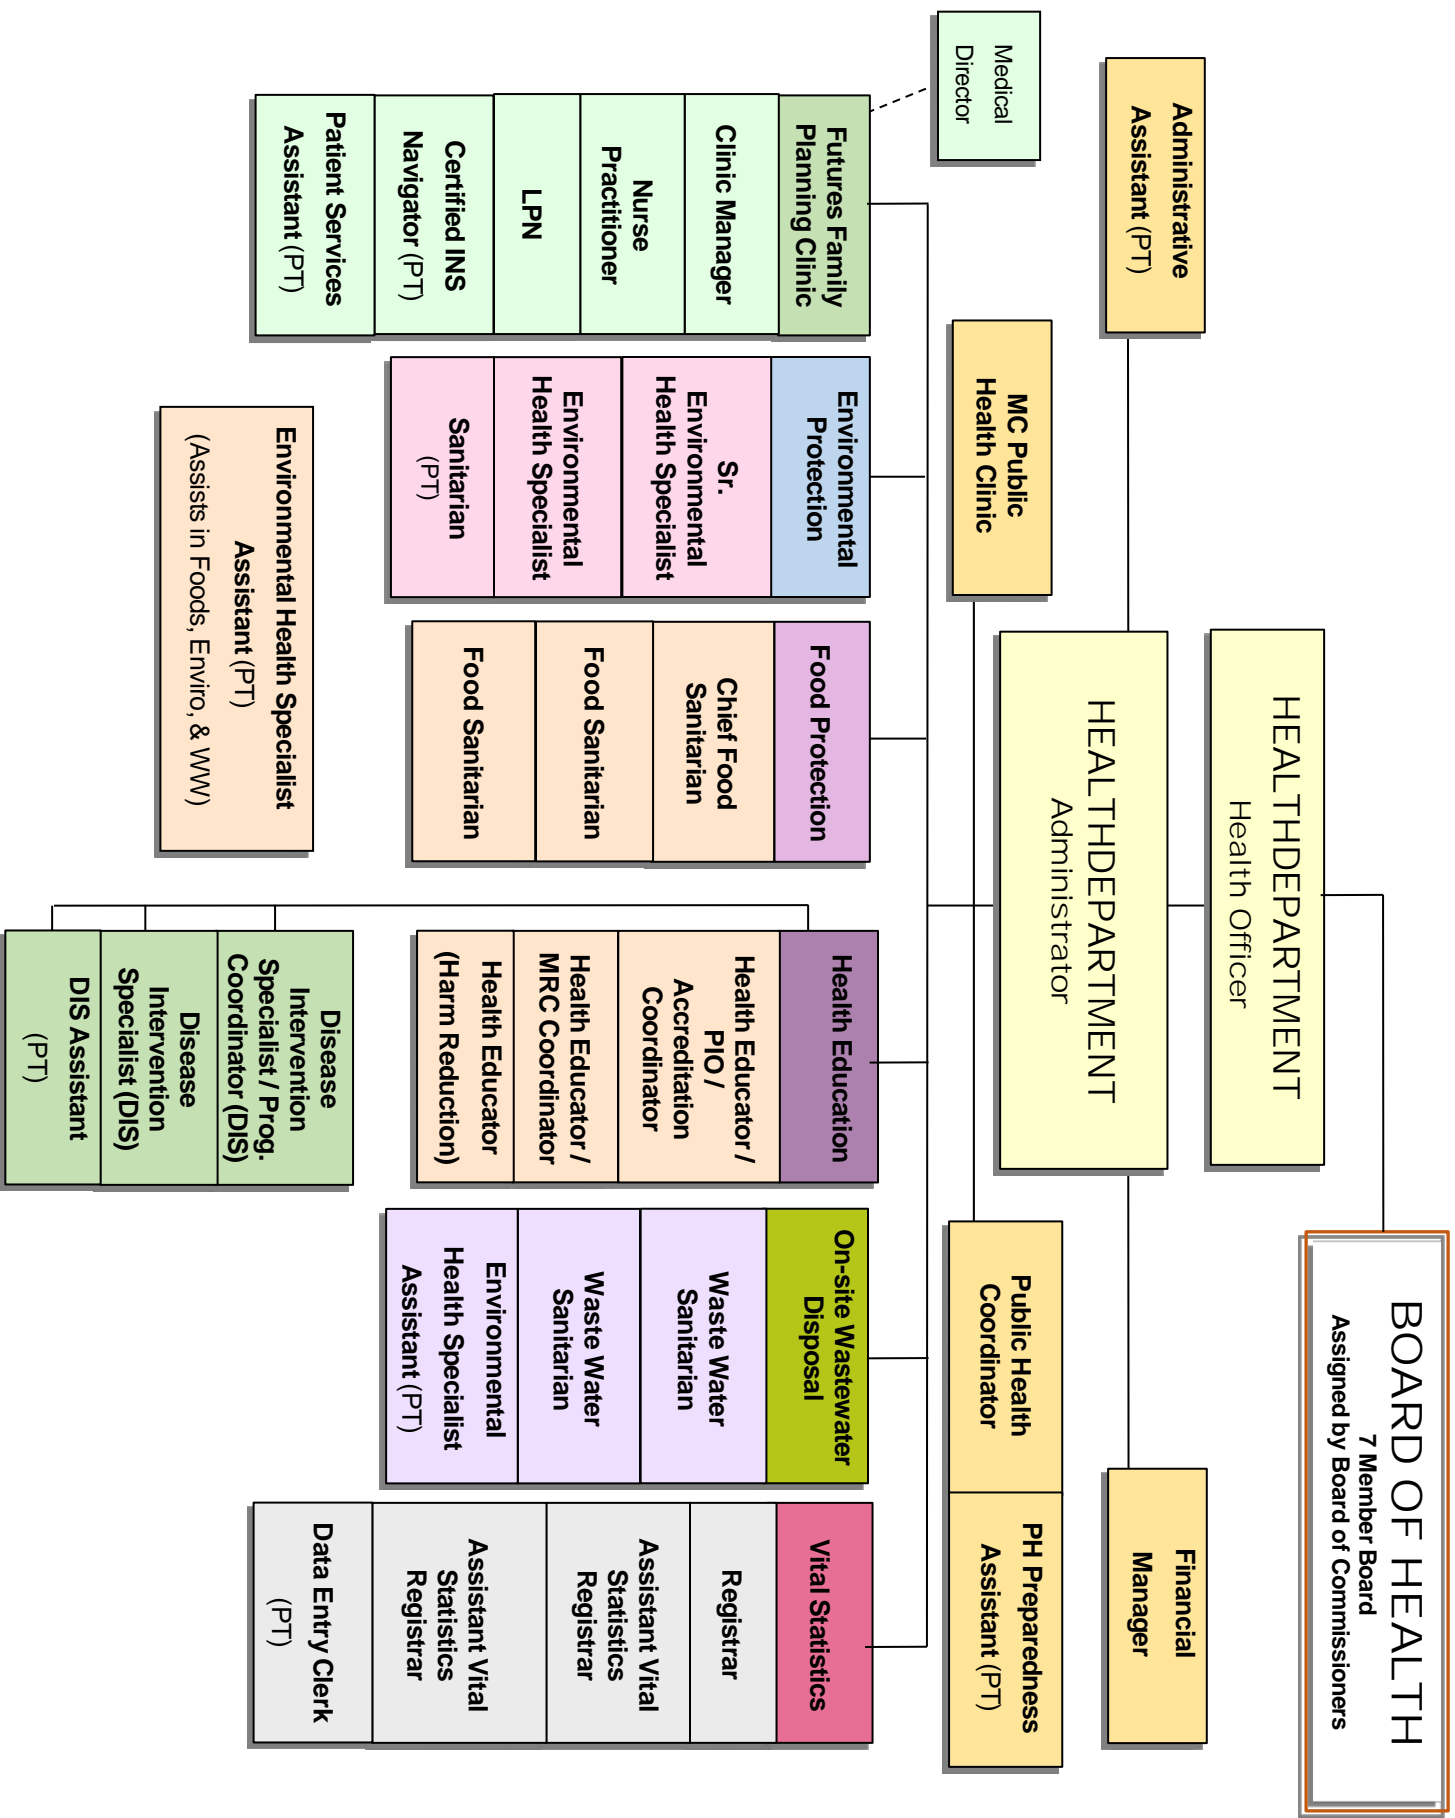 BOARD OF HEALTH
7 Member Board
Assigned by Board of Commissioners
HEALTHDEPARTMENT
Health Officer
Administrative
Assistant (PT)
HEALTHDEPARTMENT
Administrator
Financial
Manager
Medical
Director
MC Public
Health Clinic
Public Health
Coordinator
PH Preparedness
Assistant (PT)
Futures Family
Planning Clinic
Clinic Manager
Nurse
Practitioner
LPN
Certified INS
Navigator (PT)
Patient Services
Assistant (PT)
Environmental
Protection
Sr.
Environmental
Health Specialist
Environmental
Health Specialist
Sanitarian
(PT)
Food Protection
Chief Food
Sanitarian
Food Sanitarian
Food Sanitarian
Environmental Health Specialist
Assistant (PT)
(Assists in Foods, Enviro, & WW)
Health Education
Health Educator /
PIO /
Accreditation
Coordinator
Health Educator /
MRC Coordinator
Health Educator
(Harm Reduction)
Disease
Intervention
Specialist / Prog.
Coordinator (DIS)
Disease
Intervention
Specialist (DIS)
DIS Assistant
(PT)
On-site Wastewater
Disposal
Waste Water
Sanitarian
Waste Water
Sanitarian
Environmental
Health Specialist
Assistant (PT)
Vital Statistics
Registrar
Assistant Vital
Statistics
Registrar
Assistant Vital
Statistics
Registrar
Data Entry Clerk
(PT)